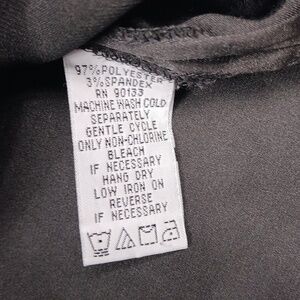 97% POLYESTER
3% SPANDEX
RN 90133
MACHINE WASH COLD
SEPARATELY
GENTLE CYCLE
ONLY NON-CHLORINE
BLEACH
IF NECESSARY
HANG DRY
LOW IRON ON
REVERSE
IF NECESSARY